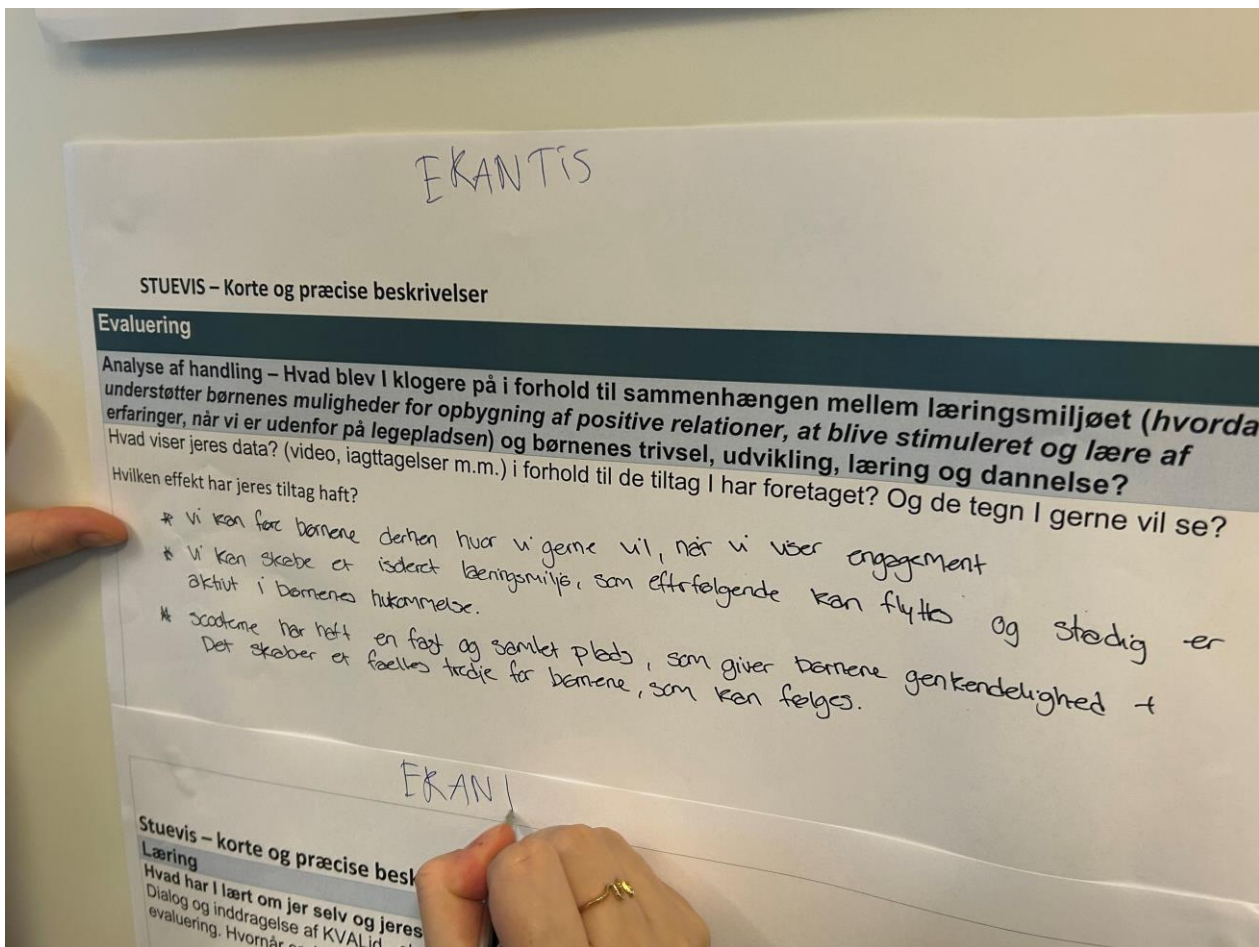 EKANTIS
STUEVIS – Korte og præcise beskrivelser
Evaluering
Analyse af handling – Hvad blev I klogere på i forhold til sammenhængen mellem læringsmiljøet (hvorda
understøtter børnenes muligheder for opbygning af positive relationer, at blive stimuleret og lære af
erfaringer, når vi er udenfor på legepladsen) og børnenes trivsel, udvikling, læring og dannelse?
Hvad viser jeres data? (video, iagttagelser m.m.) i forhold til de tiltag I har foretaget? Og de tegn I gerne vil se?
Hvilken effekt har jeres tiltag haft?
* Vi kan føre børnene derhen hvor vi gerne vil, når vi viser engagement
* Vi kan skabe et isoleret læringsmiljø, som efterfølgende kan flyttes og stadig er
aktivt i børnenes hukommelse.
* scooterne har haft en fast og samlet plads, som giver børnene genkendelighed +
Det skaber et fælles tredje for børnene, som kan følges.
EKAN
Stuevis – korte og præcise besk
Læring
Hvad har I lært om jer selv og jeres
Dialog og inddragelse af KVALid
evaluering. Hvornår